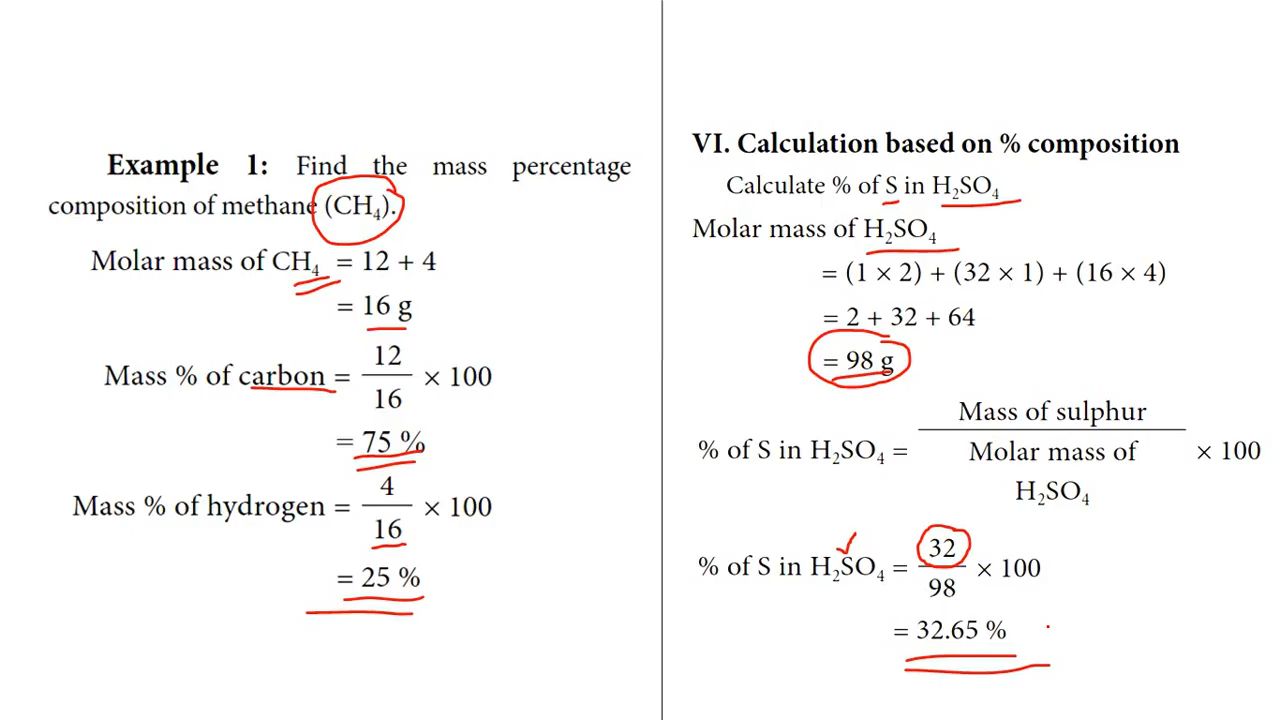 Example 1: Find the mass percentage
composition of methane (CH₄).
Molar mass of CH₄ = 12 + 4
= 16 g
Mass % of carbon = 12/16 × 100
= 75 %
Mass % of hydrogen = 4/16 × 100
= 25 %
VI. Calculation based on % composition
Calculate % of S in H₂SO₄
Molar mass of H₂SO₄
= (1 × 2) + (32 × 1) + (16 × 4)
= 2 + 32 + 64
= 98 g
% of S in H₂SO₄ = Mass of sulphur / Molar mass of H₂SO₄ × 100
% of S in H₂SO₄ = 32/98 × 100
= 32.65 %